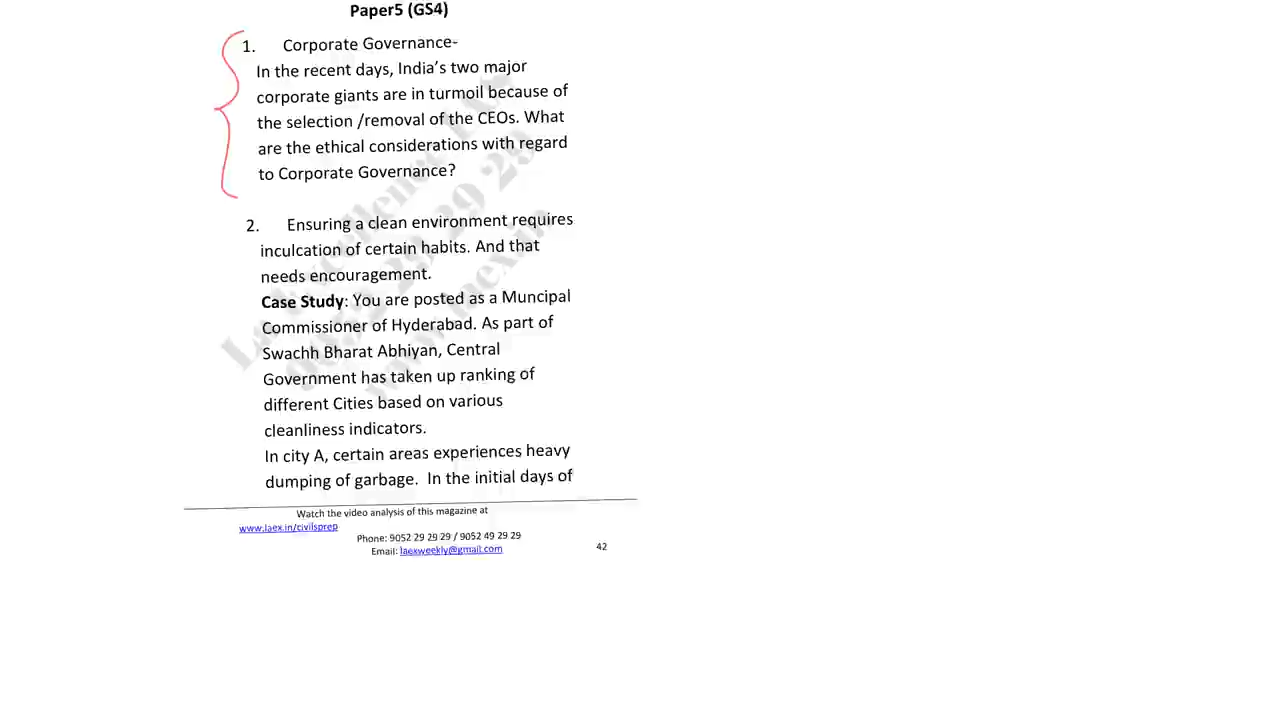 Paper5 (GS4)
1. Corporate Governance-
In the recent days, India's two major
corporate giants are in turmoil because of
the selection /removal of the CEOs. What
are the ethical considerations with regard
to Corporate Governance?
2. Ensuring a clean environment requires
inculcation of certain habits. And that
needs encouragement.
Case Study: You are posted as a Muncipal
Commissioner of Hyderabad. As part of
Swachh Bharat Abhiyan, Central
Government has taken up ranking of
different Cities based on various
cleanliness indicators.
In city A, certain areas experiences heavy
dumping of garbage. In the initial days of
Watch the video analysis of this magazine at
www.laex.in/civilsprep
Phone: 9052 29 29 29 / 9052 49 29 29
Email: laexweekly@gmail.com
42